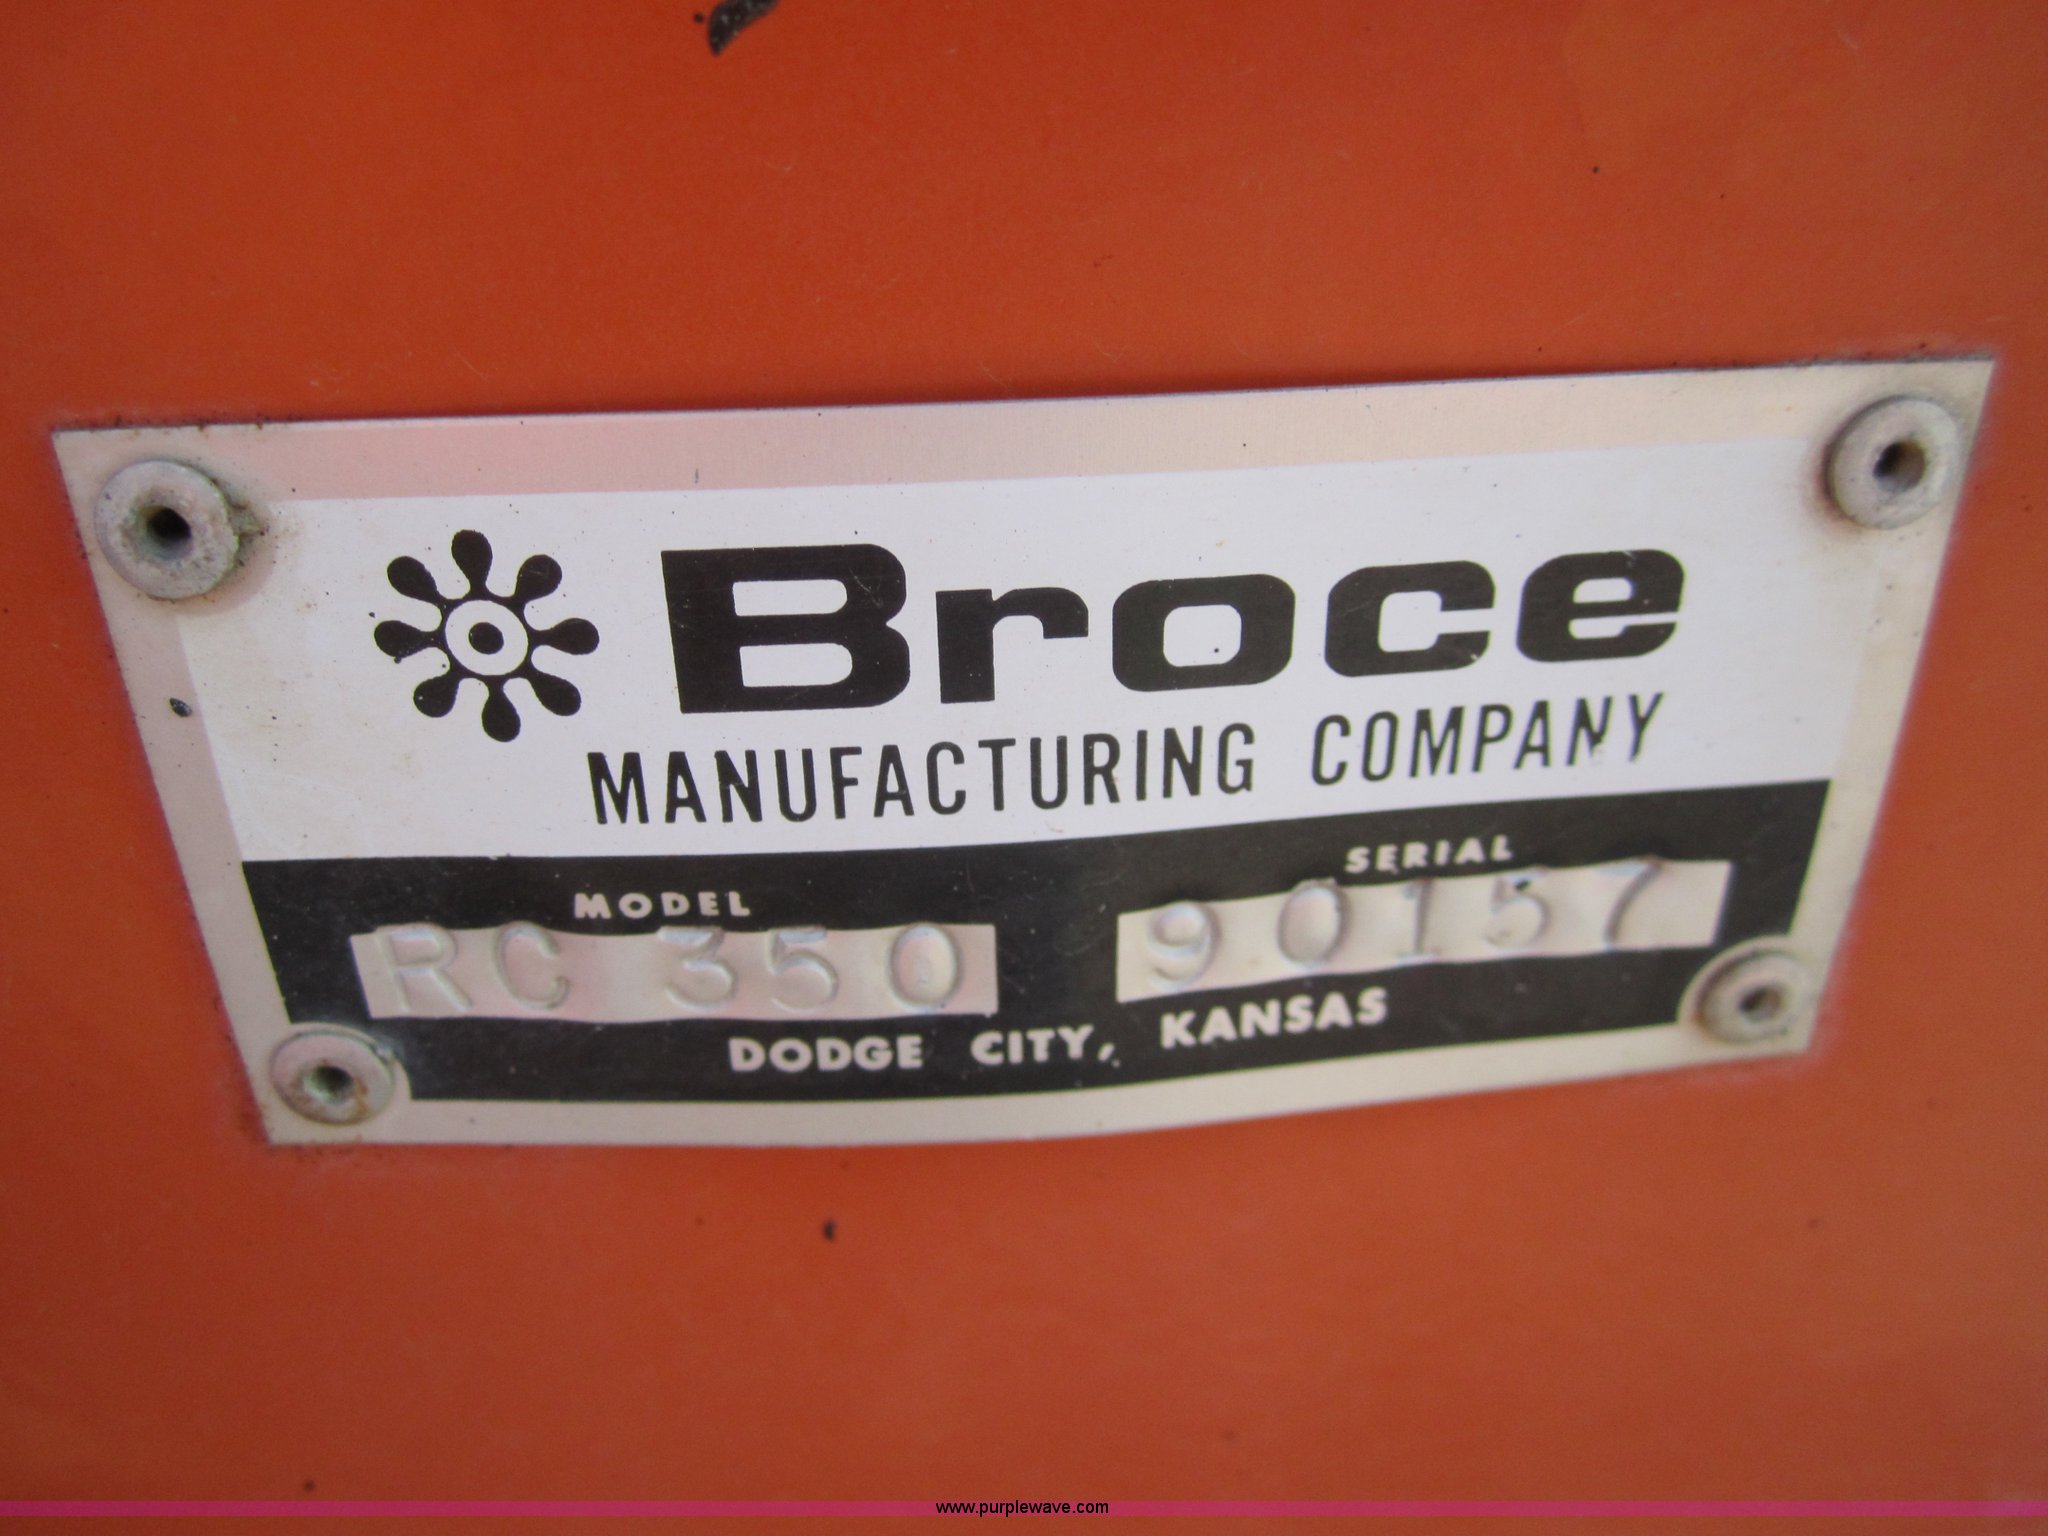 Broce
MANUFACTURING COMPANY
MODEL
SERIAL
RC 350
90157
DODGE CITY, KANSAS
www.purplewave.com